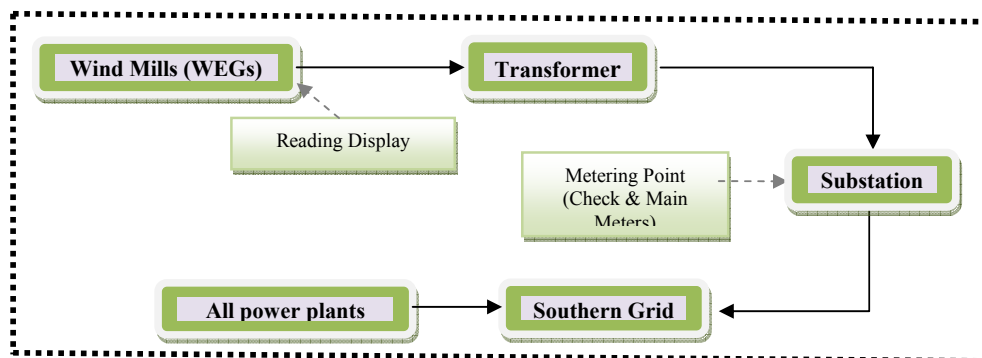 Wind Mills (WEGs)
Transformer
Reading Display
Metering Point
(Check & Main
Meters)
Substation
All power plants
Southern Grid